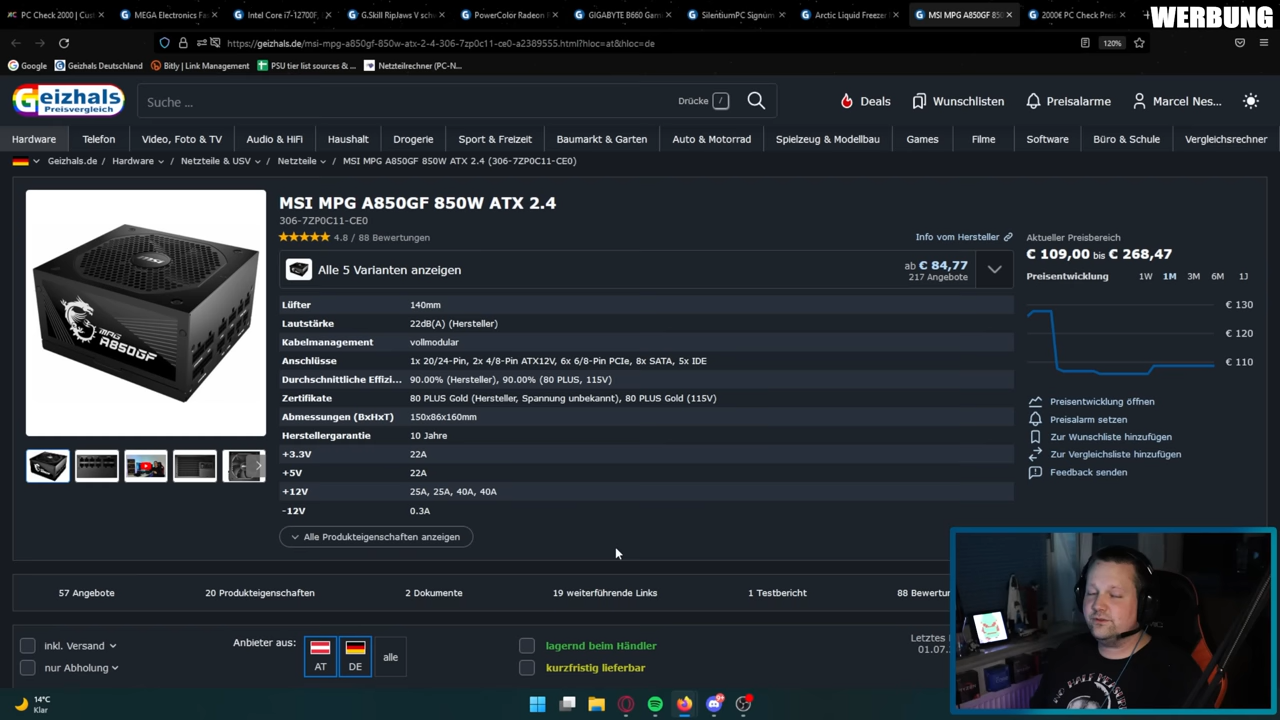 PC Check 2000 | C
MEGA Electronics Fa
Intel Core i7-12700F,
G.Skill RipJaws V schw
PowerColor Radeon
GIGABYTE B660 Gam
SilentiumPC Signum
Arctic Liquid Freezer
MSI MPG A850GF 850
2000€ PC Check Prei
WERBUNG
https://geizhals.de/msi-mpg-a850gf-850w-atx-2-4-306-7zp0c11-ce0-a2389555.html?hloc=at&hloc=de
120%
Google
Geizhals Deutschland
Bitly | Link Management
PSU tier list sources & ...
Netzteilrechner (PC-N...
Geizhals
Preisvergleich
Suche ...
Drücke /
Deals
Wunschlisten
Preisalarme
Marcel Nes...
Hardware
Telefon
Video, Foto & TV
Audio & HiFi
Haushalt
Drogerie
Sport & Freizeit
Baumarkt & Garten
Auto & Motorrad
Spielzeug & Modellbau
Games
Filme
Software
Büro & Schule
Vergleichsrechner
Geizhals.de / Hardware / Netzteile & USV / Netzteile / MSI MPG A850GF 850W ATX 2.4 (306-7ZP0C11-CE0)
MSI MPG A850GF 850W ATX 2.4
306-7ZP0C11-CE0
4.8 / 88 Bewertungen
Info vom Hersteller
Alle 5 Varianten anzeigen
ab € 84,77
217 Angebote
Lüfter 140mm
Lautstärke 22dB(A) (Hersteller)
Kabelmanagement vollmodular
Anschlüsse 1x 20/24-Pin, 2x 4/8-Pin ATX12V, 6x 6/8-Pin PCIe, 8x SATA, 5x IDE
Durchschnittliche Effizi... 90.00% (Hersteller), 90.00% (80 PLUS, 115V)
Zertifikate 80 PLUS Gold (Hersteller, Spannung unbekannt), 80 PLUS Gold (115V)
Abmessungen (BxHxT) 150x86x160mm
Herstellergarantie 10 Jahre
+3.3V 22A
+5V 22A
+12V 25A, 25A, 40A, 40A
-12V 0.3A
Alle Produkteigenschaften anzeigen
msi
MPG
A850GF
Aktueller Preisbereich
€ 109,00 bis € 268,47
Preisentwicklung 1W 1M 3M 6M 1J
€ 130
€ 120
€ 110
Preisentwicklung öffnen
Preisalarm setzen
Zur Wunschliste hinzufügen
Zur Vergleichsliste hinzufügen
Feedback senden
57 Angebote
20 Produkteigenschaften
2 Dokumente
19 weiterführende Links
1 Testbericht
88 Bewertun
inkl. Versand
nur Abholung
Anbieter aus:
AT
DE
alle
lagernd beim Händler
kurzfristig lieferbar
Letztes
01.07.
14°C
Klar